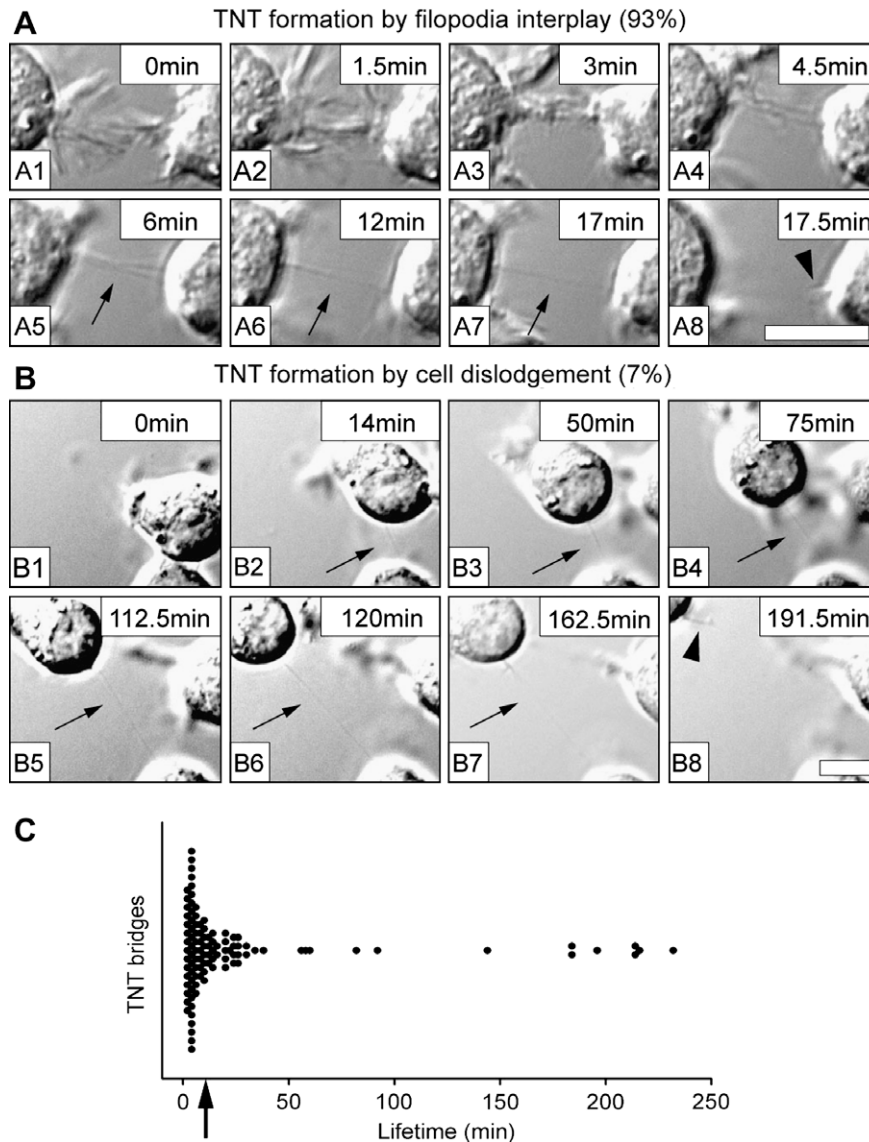 A TNT formation by filopodia interplay (93%)
0min 1.5min 3min 4.5min
A1 A2 A3 A4
6min 12min 17min 17.5min
A5 A6 A7 A8
B TNT formation by cell dislodgement (7%)
0min 14min 50min 75min
B1 B2 B3 B4
112.5min 120min 162.5min 191.5min
B5 B6 B7 B8
C
TNT bridges
0 50 100 150 200 250
Lifetime (min)